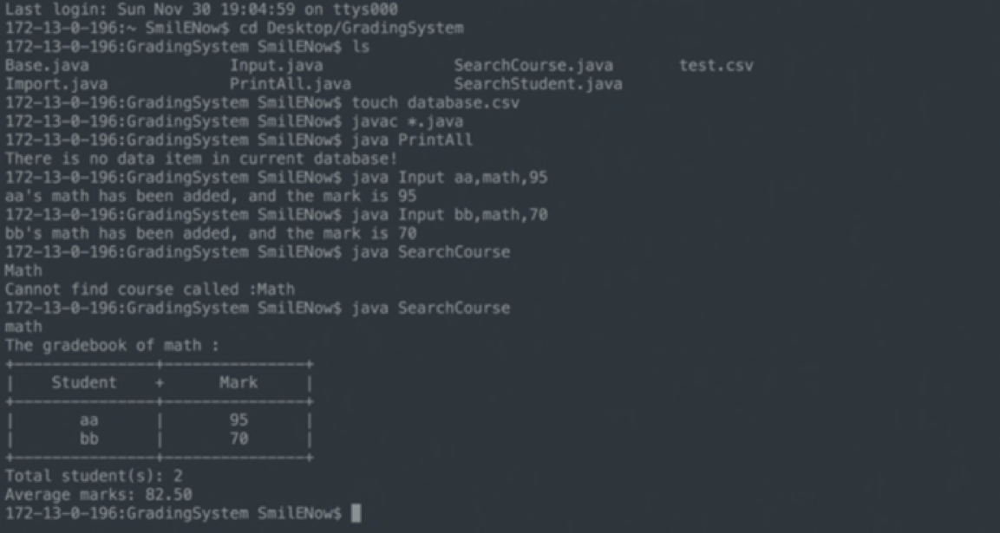 Last login: Sun Nov 30 19:04:59 on ttys000
172-13-0-196:~ SmilENow$ cd Desktop/GradingSystem
172-13-0-196:GradingSystem SmilENow$ ls
Base.java Input.java SearchCourse.java test.csv
Import.java PrintAll.java SearchStudent.java
172-13-0-196:GradingSystem SmilENow$ touch database.csv
172-13-0-196:GradingSystem SmilENow$ javac *.java
172-13-0-196:GradingSystem SmilENow$ java PrintAll
There is no data item in current database!
172-13-0-196:GradingSystem SmilENow$ java Input aa,math,95
aa's math has been added, and the mark is 95
172-13-0-196:GradingSystem SmilENow$ java Input bb,math,70
bb's math has been added, and the mark is 70
172-13-0-196:GradingSystem SmilENow$ java SearchCourse
Math
Cannot find course called :Math
172-13-0-196:GradingSystem SmilENow$ java SearchCourse
math
The gradebook of math :
+---------------+---------------+
| Student + Mark |
+---------------+---------------+
| aa | 95 |
| bb | 70 |
+---------------+---------------+
Total student(s): 2
Average marks: 82.50
172-13-0-196:GradingSystem SmilENow$